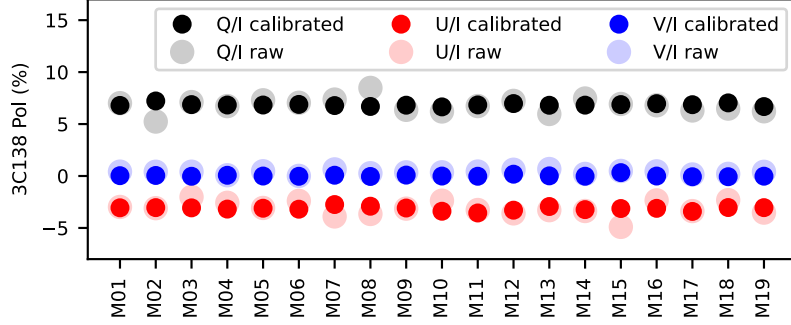 15
10
5
0
−5
3C138 Pol (%)
Q/I calibrated
Q/I raw
U/I calibrated
U/I raw
V/I calibrated
V/I raw
M01
M02
M03
M04
M05
M06
M07
M08
M09
M10
M11
M12
M13
M14
M15
M16
M17
M18
M19